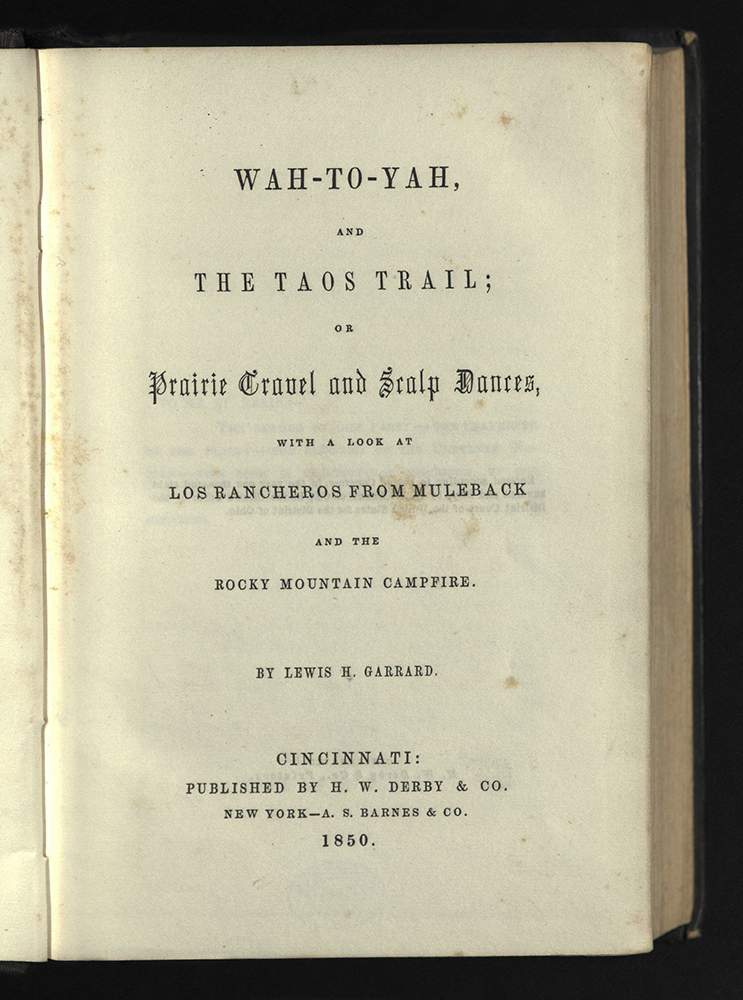 WAH-TO-YAH,
AND
THE TAOS TRAIL;
OR
Prairie Travel and Scalp Dances,
WITH A LOOK AT
LOS RANCHEROS FROM MULEBACK
AND THE
ROCKY MOUNTAIN CAMPFIRE.
BY LEWIS H. GARRARD.
CINCINNATI:
PUBLISHED BY H. W. DERBY & CO.
NEW YORK—A. S. BARNES & CO.
1850.